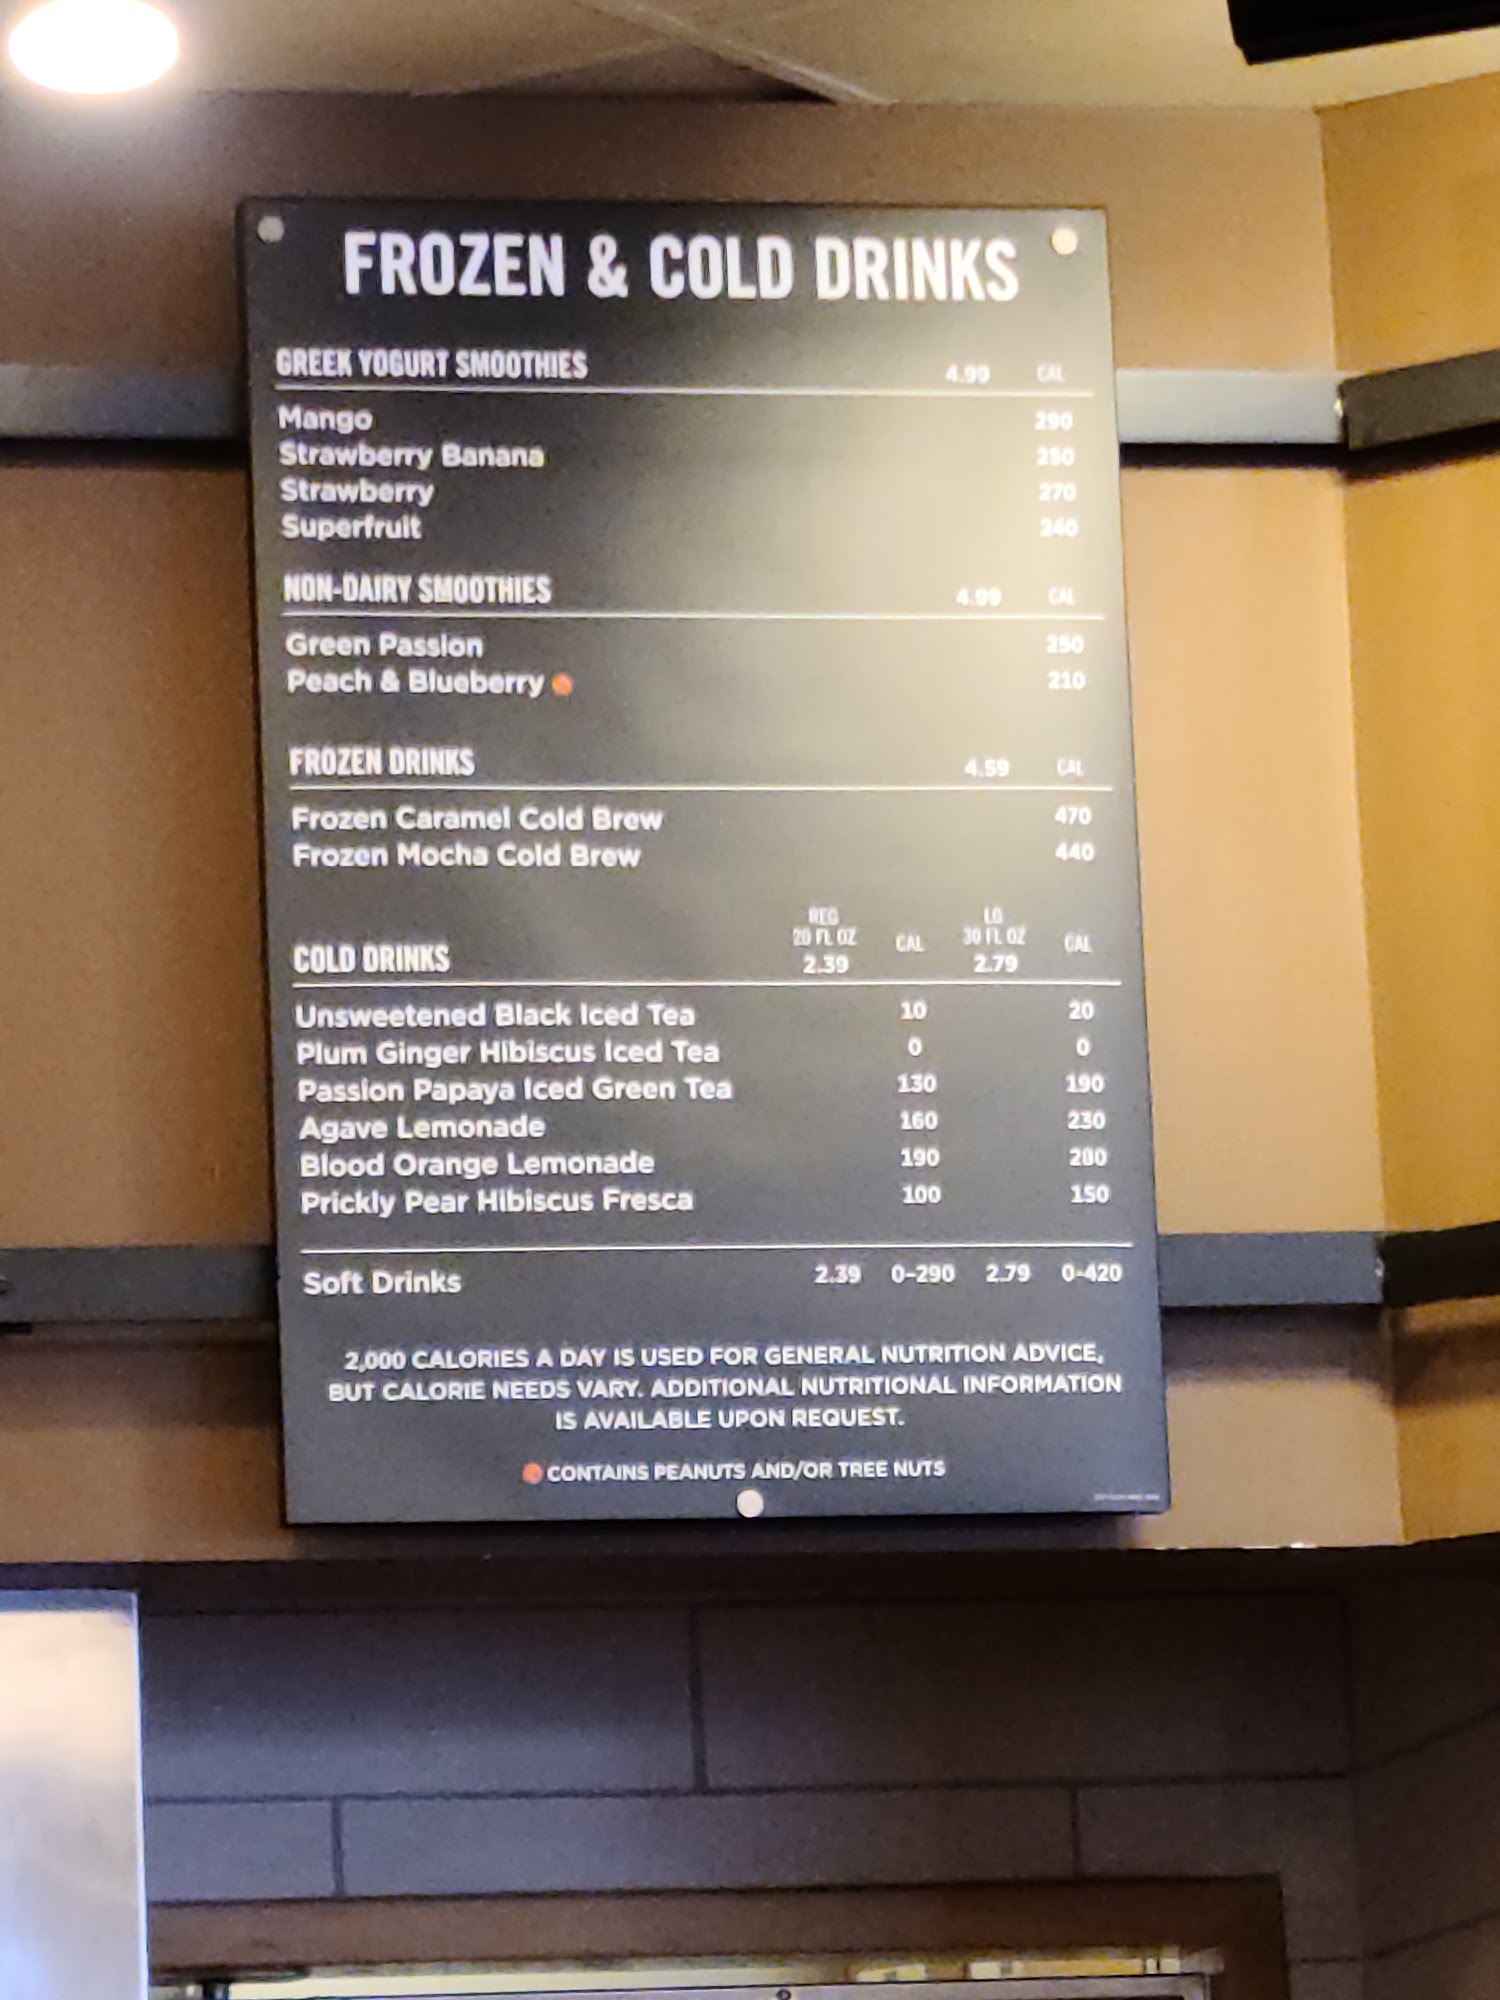 FROZEN & COLD DRINKS
GREEK YOGURT SMOOTHIES 4.99 CAL
Mango 290
Strawberry Banana 250
Strawberry 270
Superfruit 240
NON-DAIRY SMOOTHIES 4.99 CAL
Green Passion 250
Peach & Blueberry 210
FROZEN DRINKS 4.59 CAL
Frozen Caramel Cold Brew 470
Frozen Mocha Cold Brew 440
REG LG
20 FL OZ CAL 30 FL OZ CAL
COLD DRINKS 2.39 2.79
Unsweetened Black Iced Tea 10 20
Plum Ginger Hibiscus Iced Tea 0 0
Passion Papaya Iced Green Tea 130 190
Agave Lemonade 160 230
Blood Orange Lemonade 190 280
Prickly Pear Hibiscus Fresca 100 150
Soft Drinks 2.39 0-290 2.79 0-420
2,000 CALORIES A DAY IS USED FOR GENERAL NUTRITION ADVICE,
BUT CALORIE NEEDS VARY. ADDITIONAL NUTRITIONAL INFORMATION
IS AVAILABLE UPON REQUEST.
CONTAINS PEANUTS AND/OR TREE NUTS